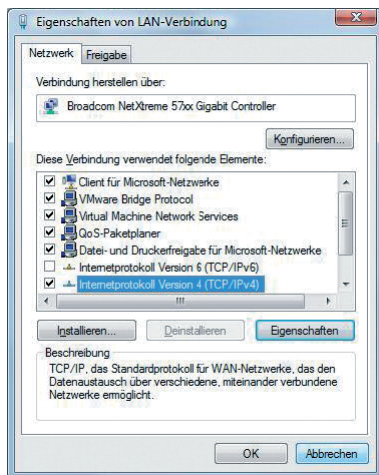 Eigenschaften von LAN-Verbindung
Netzwerk
Freigabe
Verbindung herstellen über:
Broadcom NetXtreme 57xx Gigabit Controller
Konfigurieren...
Diese Verbindung verwendet folgende Elemente:
Client für Microsoft-Netzwerke
VMware Bridge Protocol
Virtual Machine Network Services
QoS-Paketplaner
Datei- und Druckerfreigabe für Microsoft-Netzwerke
Internetprotokoll Version 6 (TCP/IPv6)
Internetprotokoll Version 4 (TCP/IPv4)
Installieren...
Deinstallieren
Eigenschaften
Beschreibung
TCP/IP, das Standardprotokoll für WAN-Netzwerke, das den
Datenaustausch über verschiedene, miteinander verbundene
Netzwerke ermöglicht.
OK
Abbrechen